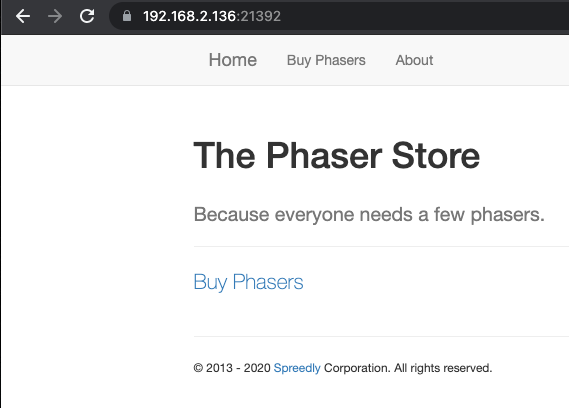 192.168.2.136:21392
Home Buy Phasers About
The Phaser Store
Because everyone needs a few phasers.
Buy Phasers
© 2013 - 2020 Spreedly Corporation. All rights reserved.